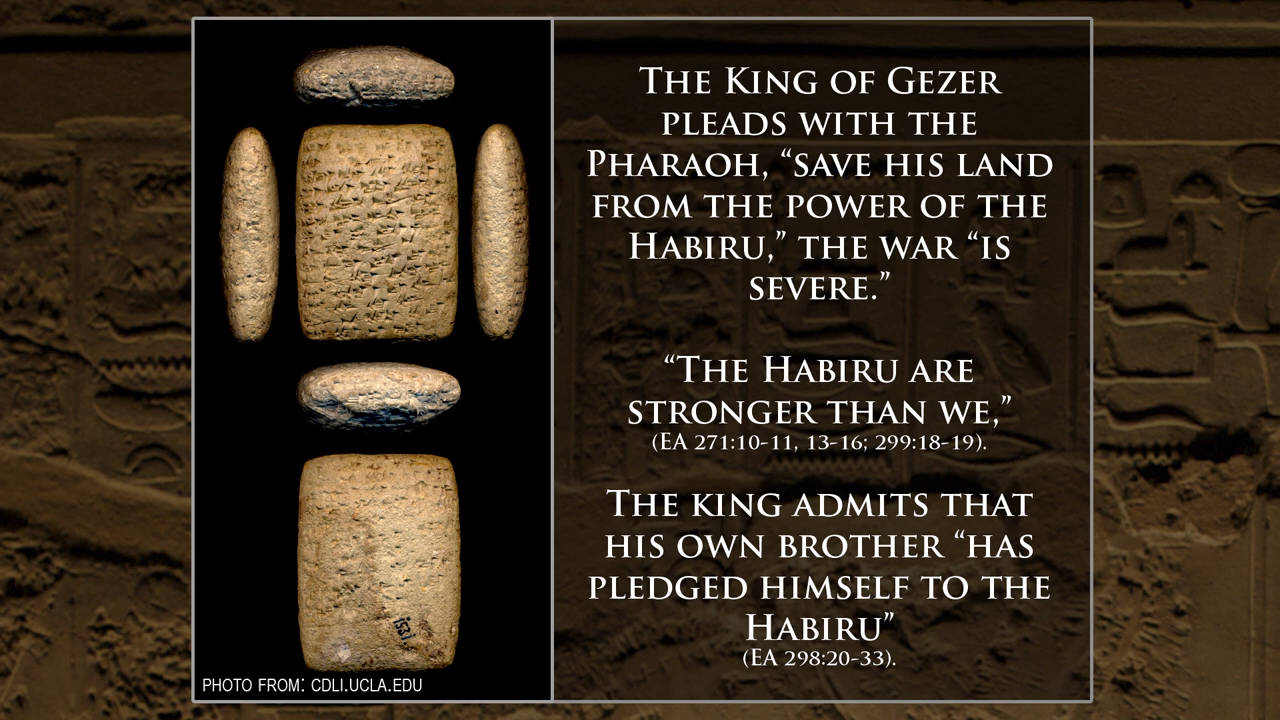 The King of Gezer
pleads with the
Pharaoh, “save his land
from the power of the
Habiru,” the war “is
severe.”
“The Habiru are
stronger than we,”
(EA 271:10-11, 13-16; 299:18-19).
The king admits that
his own brother “has
pledged himself to the
Habiru”
(EA 298:20-33).
1531
PHOTO FROM: CDLI.UCLA.EDU